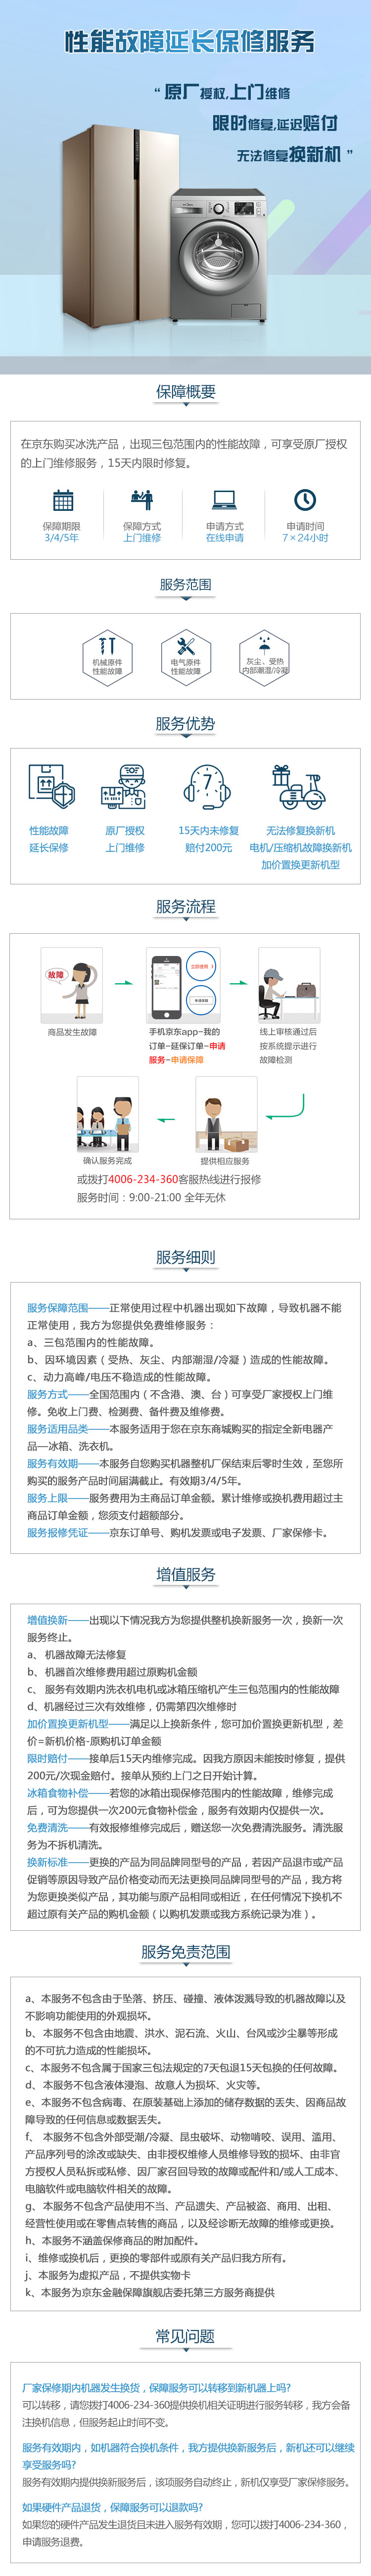 性能故障延长保修服务
“ 原厂授权,上门维修
限时修复,延迟赔付
无法修复换新机 ”
保障概要
在京东购买冰洗产品，出现三包范围内的性能故障，可享受原厂授权
的上门维修服务，15天内限时修复。
保障期限 保障方式 申请方式 申请时间
3/4/5年 上门维修 在线申请 7×24小时
服务范围
机械原件 电气原件 灰尘、受热
性能故障 性能故障 内部潮湿/冷凝
服务优势
性能故障 原厂授权 15天内未修复 无法修复换新机
延长保修 上门维修 赔付200元 电机/压缩机故障换新机
加价置换更新机型
服务流程
故障
立即使用
申请保障
商品发生故障 手机京东app-我的 线上审核通过后
订单-延保订单-申请 按系统提示进行
服务-申请保障 故障检测
确认服务完成 提供相应服务
或拨打4006-234-360客服热线进行报修
服务时间：9:00-21:00 全年无休
服务细则
服务保障范围——正常使用过程中机器出现如下故障，导致机器不能
正常使用，我方为您提供免费维修服务：
a、三包范围内的性能故障。
b、因环境因素（受热、灰尘、内部潮湿/冷凝）造成的性能故障。
c、动力高峰/电压不稳造成的性能故障。
服务方式——全国范围内（不含港、澳、台）可享受厂家授权上门维
修。免收上门费、检测费、备件费及维修费。
服务适用品类——本服务适用于您在京东商城购买的指定全新电器产
品—冰箱、洗衣机。
服务有效期——本服务自您购买机器整机厂保结束后零时生效，至您所
购买的服务产品时间届满截止。有效期3/4/5年。
服务上限——服务费用为主商品订单金额。累计维修或换机费用超过主
商品订单金额，您须支付超额部分。
服务报修凭证——京东订单号、购机发票或电子发票、厂家保修卡。
增值服务
增值换新——出现以下情况我方为您提供整机换新服务一次，换新一次
服务终止。
a、 机器故障无法修复
b、 机器首次维修费用超过原购机金额
c、 服务有效期内洗衣机电机或冰箱压缩机产生三包范围内的性能故障
d、机器经过三次有效维修，仍需第四次维修时
加价置换更新机型——满足以上换新条件，您可加价置换更新机型，差
价=新机价格-原购机订单金额
限时赔付——接单后15天内维修完成。因我方原因未能按时修复，提供
200元/次现金赔付。接单从预约上门之日开始计算。
冰箱食物补偿——若您的冰箱出现保修范围内的性能故障，维修完成
后，可为您提供一次200元食物补偿金，服务有效期内仅提供一次。
免费清洗——有效报修维修完成后，赠送您一次免费清洗服务。清洗服
务为不拆机清洗。
换新标准——更换的产品为同品牌同型号的产品，若因产品退市或产品
促销等原因导致产品价格变动而无法更换同品牌同型号的产品，我方将
为您更换类似产品，其功能与原产品相同或相近，在任何情况下换机不
超过原有关产品的购机金额（以购机发票或我方系统记录为准）。
服务免责范围
a、本服务不包含由于坠落、挤压、碰撞、液体泼溅导致的机器故障以及
不影响功能使用的外观损坏。
b、 本服务不包含由地震、洪水、泥石流、火山、台风或沙尘暴等形成
的不可抗力造成的性能损坏。
c、本服务不包含属于国家三包法规定的7天包退15天包换的任何故障。
d、 本服务不包含液体浸泡、故意人为损坏、火灾等。
e、本服务不包含病毒、在原装基础上添加的储存数据的丢失、因商品故
障导致的任何信息或数据丢失。
f、 本服务不包含外部受潮/冷凝、昆虫破坏、动物啃咬、误用、滥用、
产品序列号的涂改或缺失、由非授权维修人员维修导致的损坏、由非官
方授权人员私拆或私修、因厂家召回导致的故障或配件和/或人工成本、
电脑软件或电脑软件相关的故障。
g、本服务不包含产品使用不当、产品遗失、产品被盗、商用、出租、
经营性使用或在零售点转售的商品，以及经诊断无故障的维修或更换。
h、本服务不涵盖保修商品的附加配件。
i、维修或换机后，更换的零部件或原有关产品归我方所有。
j、本服务为虚拟产品，不提供实物卡
k、本服务为京东金融保障旗舰店委托第三方服务商提供
常见问题
厂家保修期内机器发生换货，保障服务可以转移到新机器上吗?
可以转移，请您拨打4006-234-360提供换机相关证明进行服务转移，我方会备
注换机信息，但服务起止时间不变。
服务有效期内，如机器符合换机条件，我方提供换新服务后，新机还可以继续
享受服务吗?
服务有效期内提供换新服务后，该项服务自动终止，新机仅享受厂家保修服务。
如果硬件产品退货，保障服务可以退款吗?
如果您的硬件产品发生退货且未进入服务有效期，您可以拨打4006-234-360，
申请服务退费。